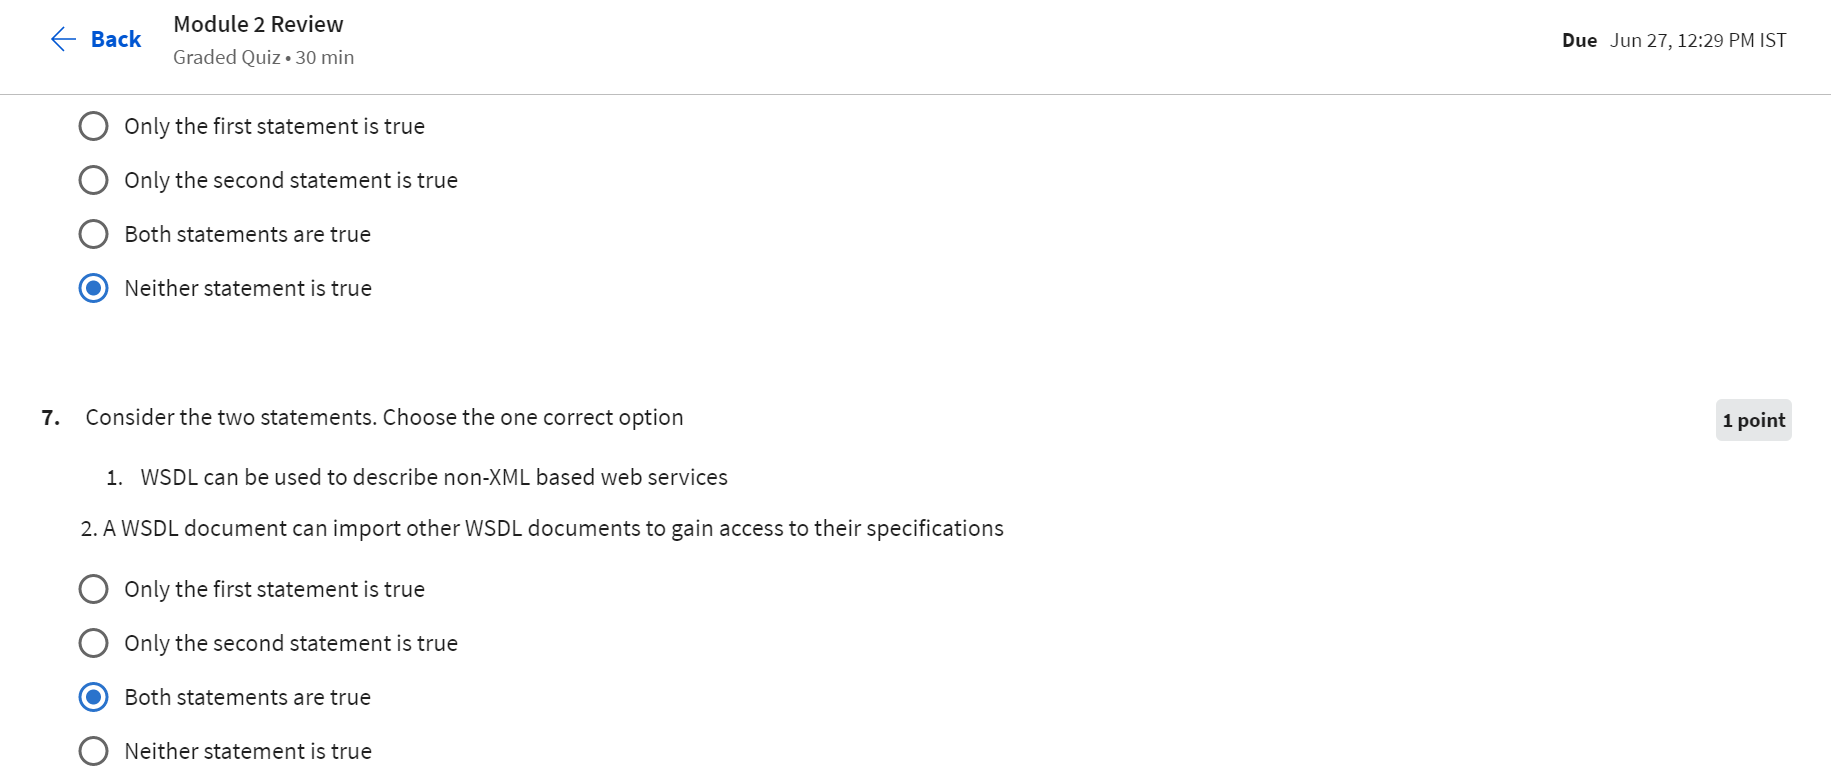 Back
Module 2 Review
Graded Quiz • 30 min
Due Jun 27, 12:29 PM IST
Only the first statement is true
Only the second statement is true
Both statements are true
Neither statement is true
7. Consider the two statements. Choose the one correct option
1 point
1. WSDL can be used to describe non-XML based web services
2. A WSDL document can import other WSDL documents to gain access to their specifications
Only the first statement is true
Only the second statement is true
Both statements are true
Neither statement is true